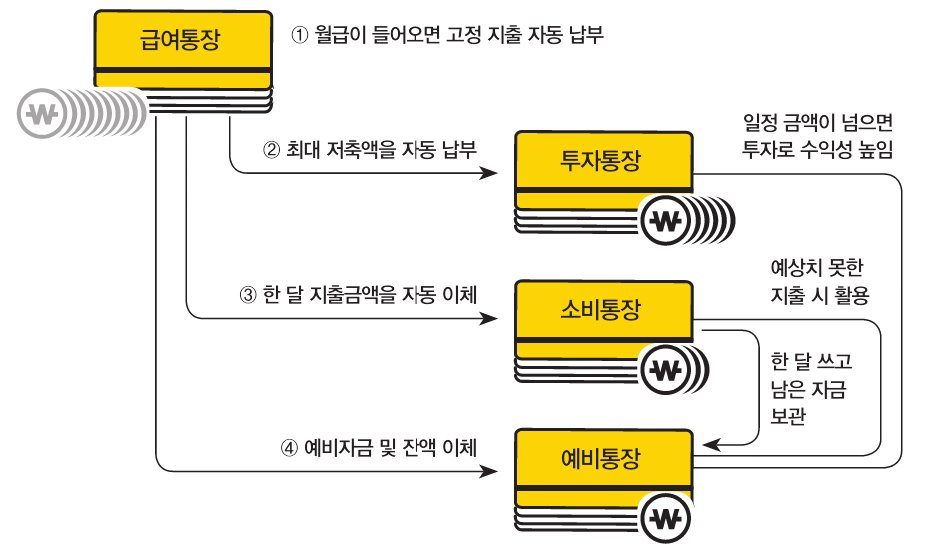 급여통장
① 월급이 들어오면 고정 지출 자동 납부
② 최대 저축액을 자동 납부
투자통장
일정 금액이 넘으면
투자로 수익성 높임
③ 한 달 지출금액을 자동 이체
소비통장
예상치 못한
지출 시 활용
한 달 쓰고
남은 자금
보관
④ 예비자금 및 잔액 이체
예비통장